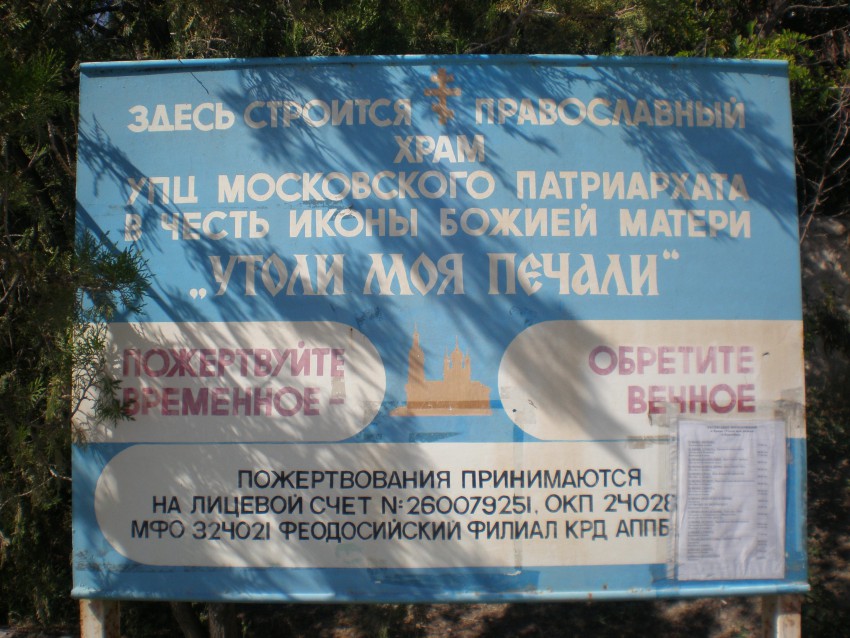 ЗДЕСЬ СТРОИТСЯ ПРАВОСЛАВНЫЙ
ХРАМ
УПЦ МОСКОВСКОГО ПАТРИАРХАТА
В ЧЕСТЬ ИКОНЫ БОЖИЕЙ МАТЕРИ
„УТОЛИ МОЯ ПЕЧАЛИ"
ПОЖЕРТВУЙТЕ
ВРЕМЕННОЕ -
ОБРЕТИТЕ
ВЕЧНОЕ
ПОЖЕРТВОВАНИЯ ПРИНИМАЮТСЯ
НА ЛИЦЕВОЙ СЧЕТ N:260079251, ОКП 24028
МФО 324021 ФЕОДОСИЙСКИЙ ФИЛИАЛ КРД АППБ